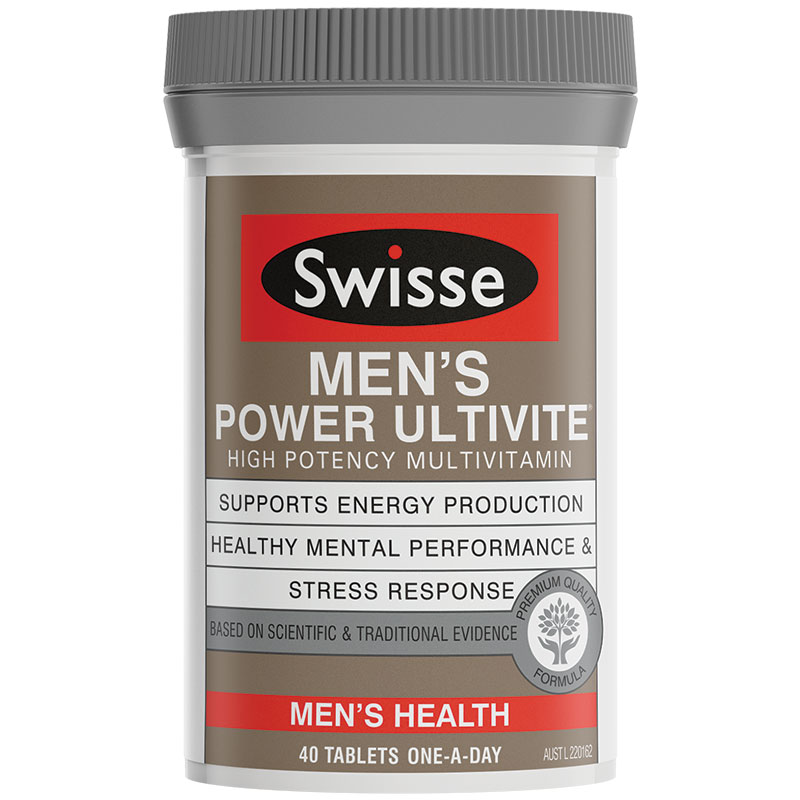 Swisse
MEN'S
POWER ULTIVITE®
HIGH POTENCY MULTIVITAMIN
SUPPORTS ENERGY PRODUCTION
HEALTHY MENTAL PERFORMANCE &
STRESS RESPONSE
BASED ON SCIENTIFIC & TRADITIONAL EVIDENCE
PREMIUM QUALITY
FORMULA
MEN'S HEALTH
40 TABLETS ONE-A-DAY
AUST L 220162